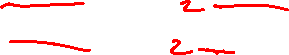 — 2 —
— 2 —